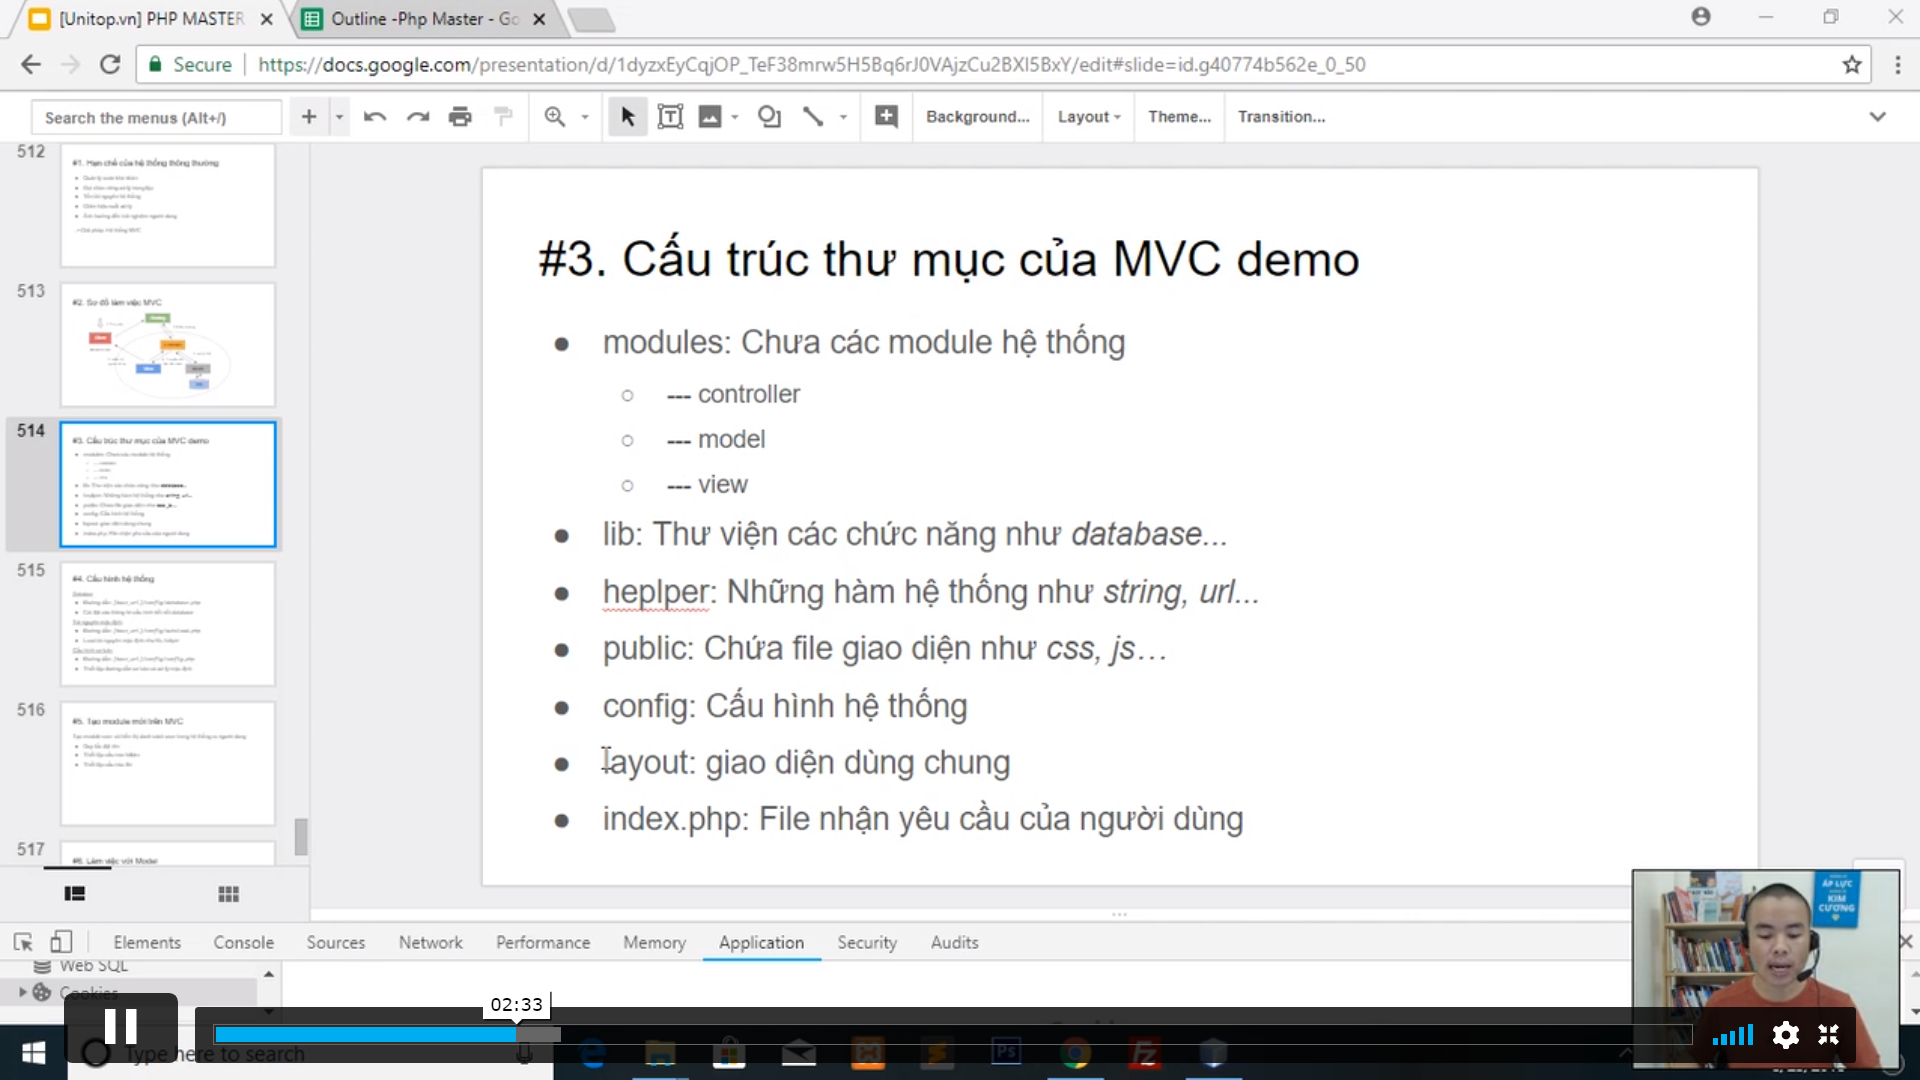 [Unitop.vn] PHP MASTER
Outline -Php Master - Go
Secure
https://docs.google.com/presentation/d/1dyzxEyCqjOP_TeF38mrw5H5Bq6rJ0VAjzCu2BXI5BxY/edit#slide=id.g40774b562e_0_50
Search the menus (Alt+/)
Background...
Layout
Theme...
Transition...
512
#1. Hạn chế của hệ thống thông thường
513
#2. Sơ đồ làm việc MVC
514
#3. Cấu trúc thư mục của MVC demo
515
#4. Cấu hình hệ thống
516
#5. Tạo module mới trên MVC
517
#6. Làm việc với Model
#3. Cấu trúc thư mục của MVC demo
modules: Chưa các module hệ thống
--- controller
--- model
--- view
lib: Thư viện các chức năng như database...
heplper: Những hàm hệ thống như string, url...
public: Chứa file giao diện như css, js…
config: Cấu hình hệ thống
layout: giao diện dùng chung
index.php: File nhận yêu cầu của người dùng
ÁP LỰC
KIM
CƯƠNG
Elements
Console
Sources
Network
Performance
Memory
Application
Security
Audits
Web SQL
Cookies
02:33
Type here to search
Ps
Fz